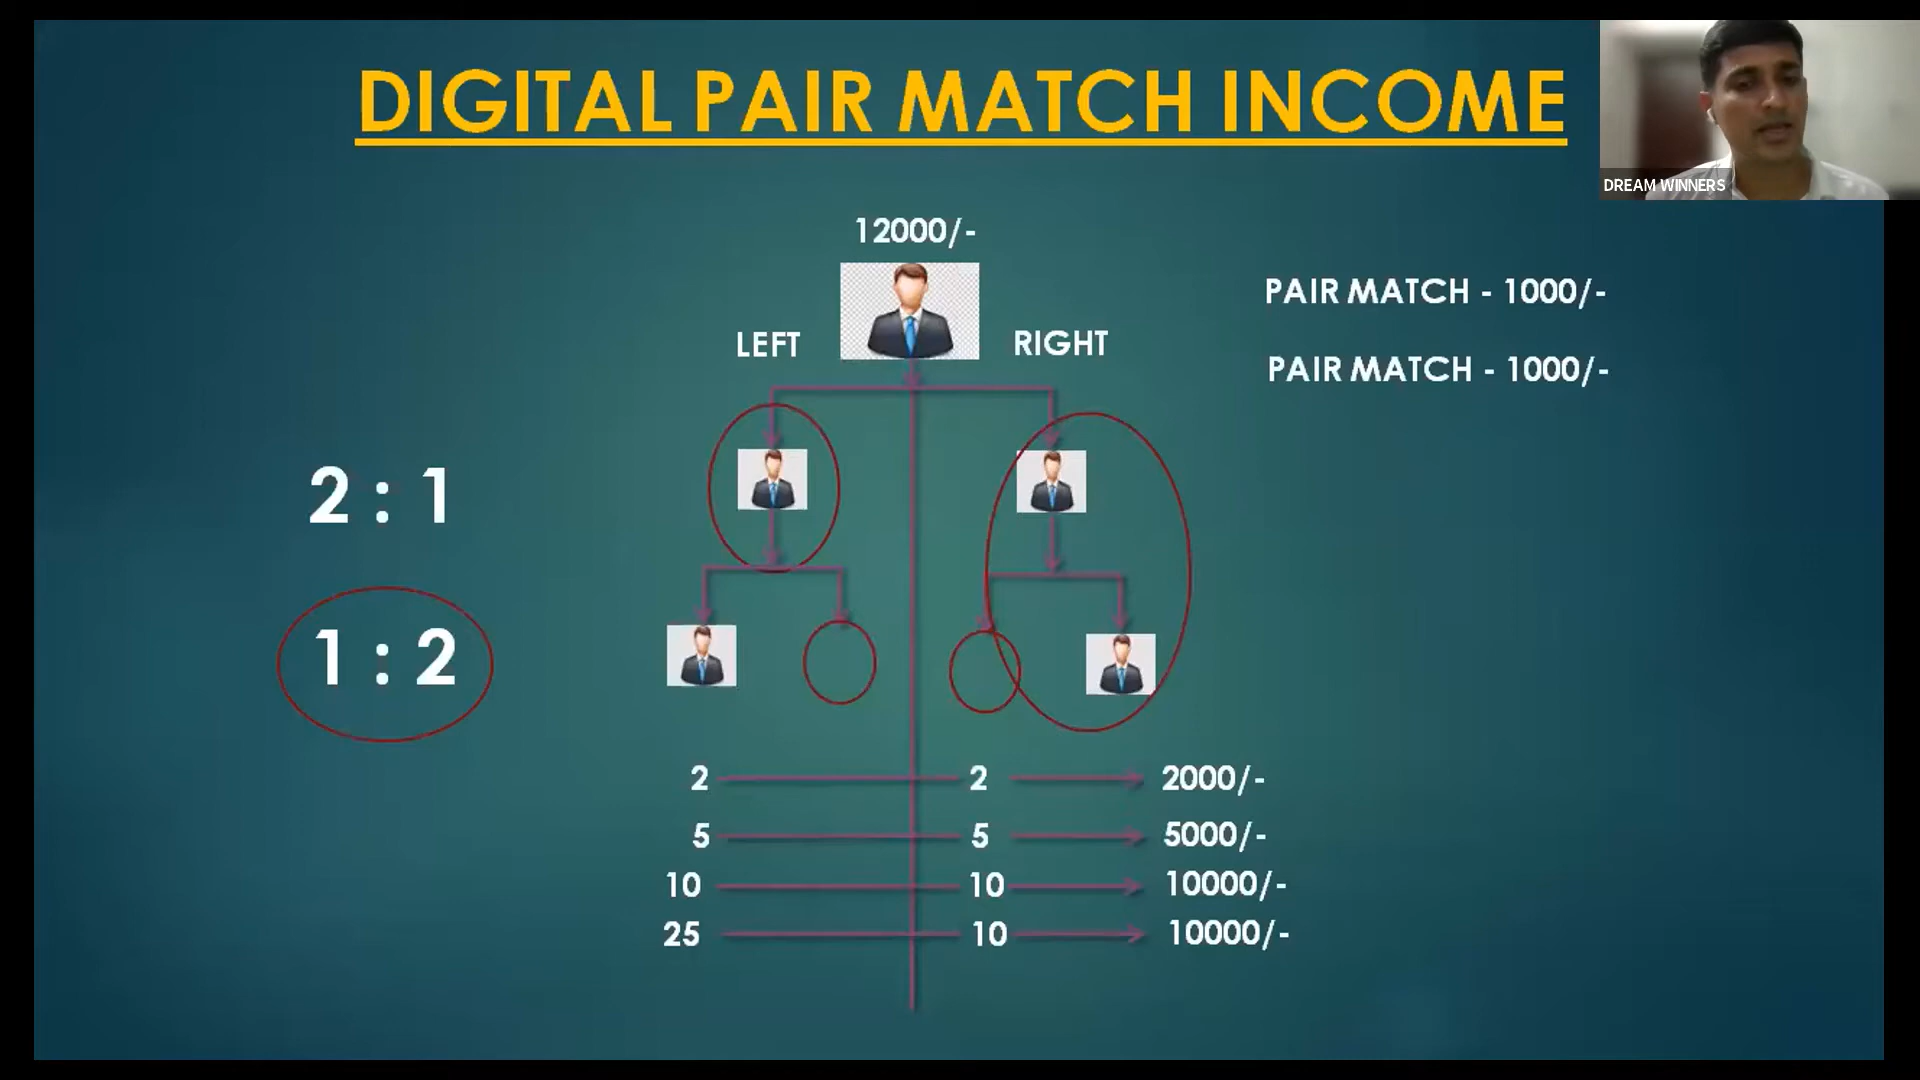 DIGITAL PAIR MATCH INCOME
DREAM WINNERS
12000/-
PAIR MATCH - 1000/-
LEFT
RIGHT
PAIR MATCH - 1000/-
2 : 1
1 : 2
2 2 2000/-
5 5 5000/-
10 10 10000/-
25 10 10000/-